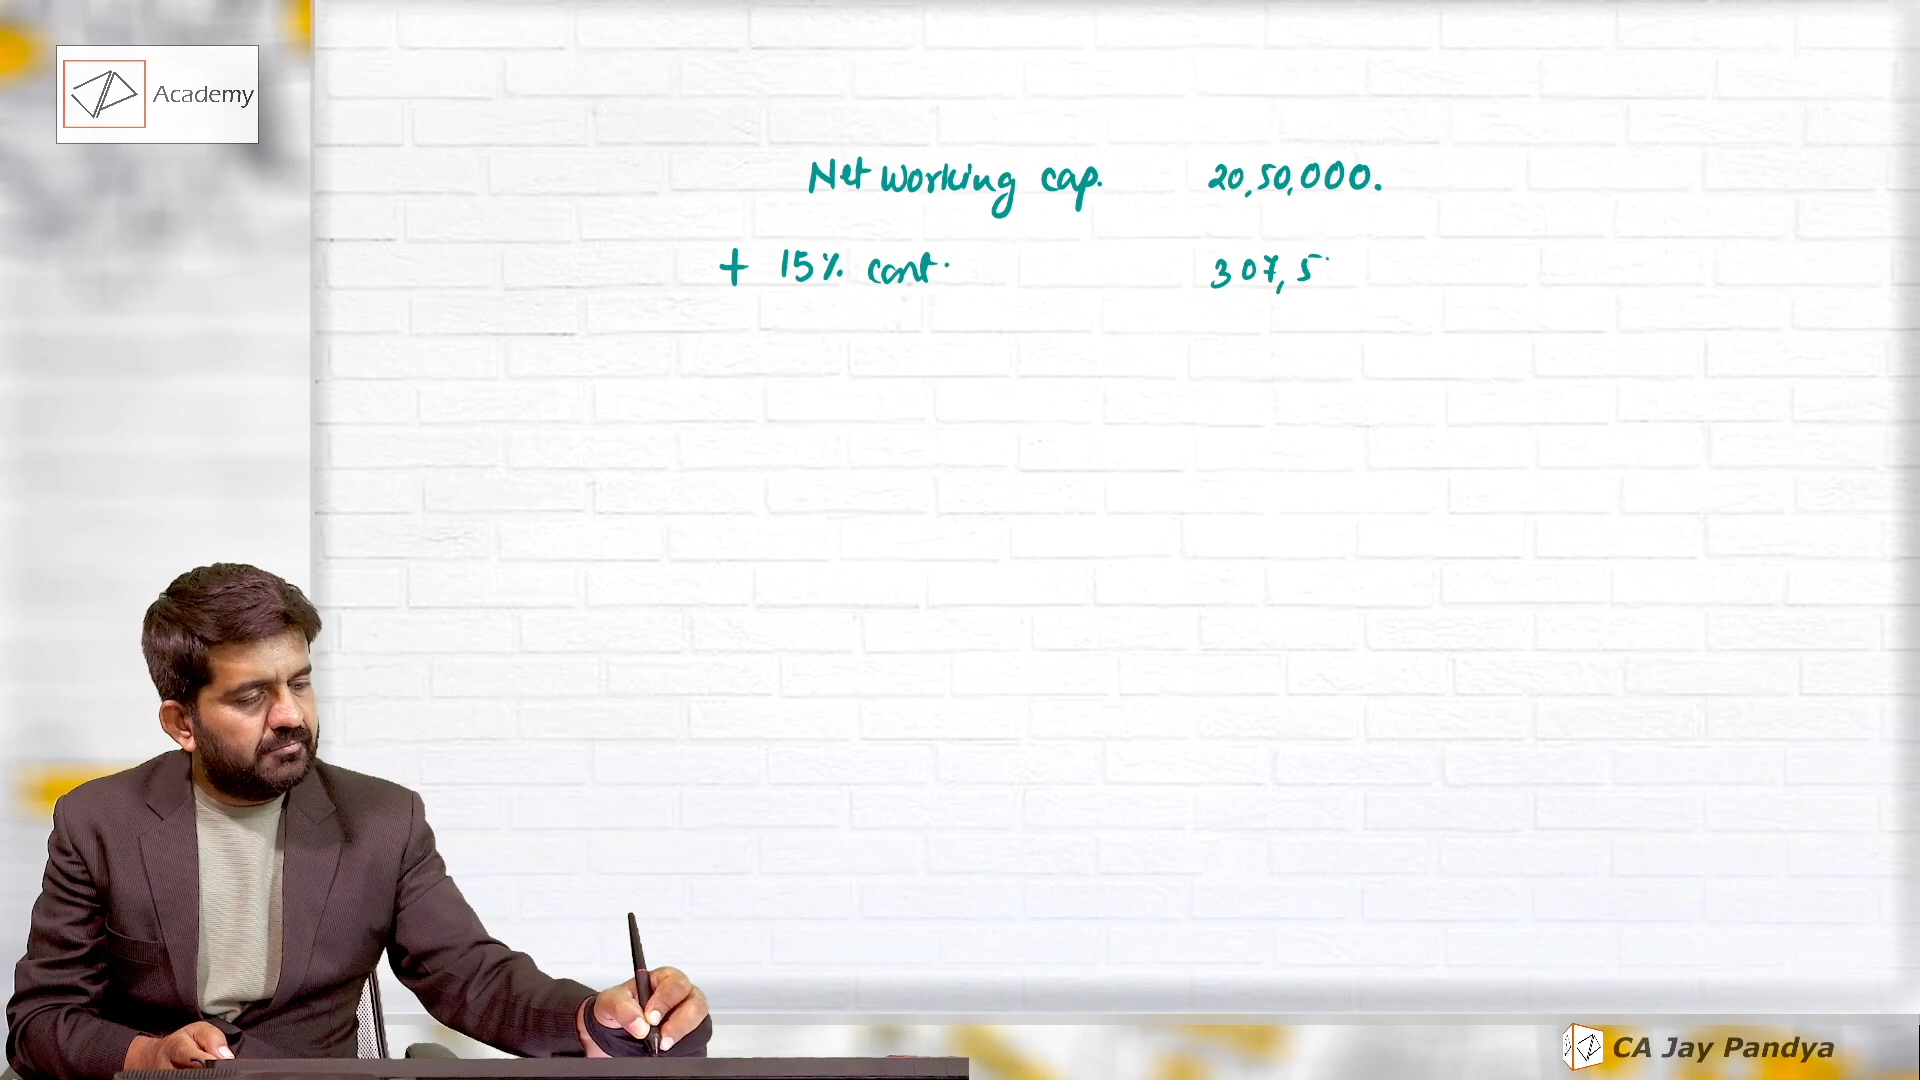 Academy
Net working cap. 20,50,000.
+ 15% cont. 307,5
CA Jay Pandya